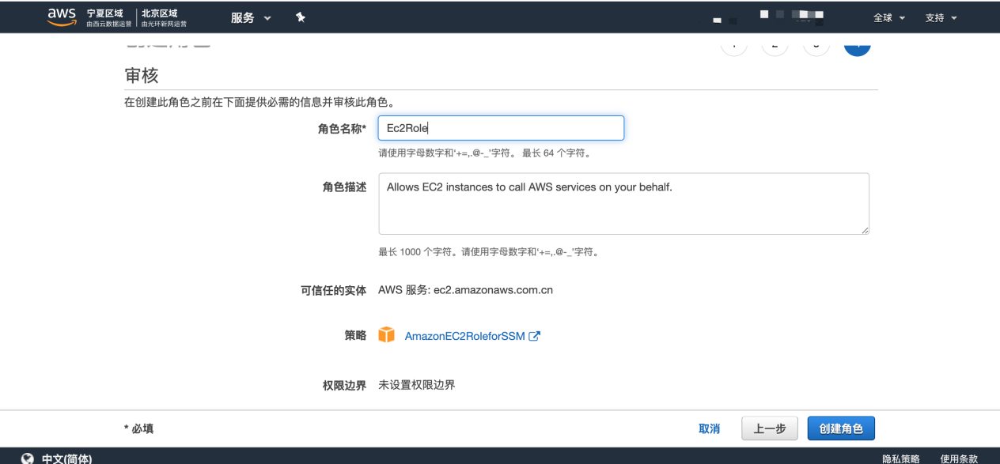 aws 宁夏区域 北京区域 服务 全球 支持
由西云数据运营 由光环新网运营
创建角色
审核
在创建此角色之前在下面提供必需的信息并审核此角色。
角色名称* Ec2Role
请使用字母数字和‘+=,.@-_’字符。 最长 64 个字符。
角色描述 Allows EC2 instances to call AWS services on your behalf.
最长 1000 个字符。请使用字母数字和‘+=,.@-_’字符。
可信任的实体 AWS 服务: ec2.amazonaws.com.cn
策略 AmazonEC2RoleforSSM
权限边界 未设置权限边界
* 必填 取消 上一步 创建角色
中文(简体) 隐私策略 使用条款